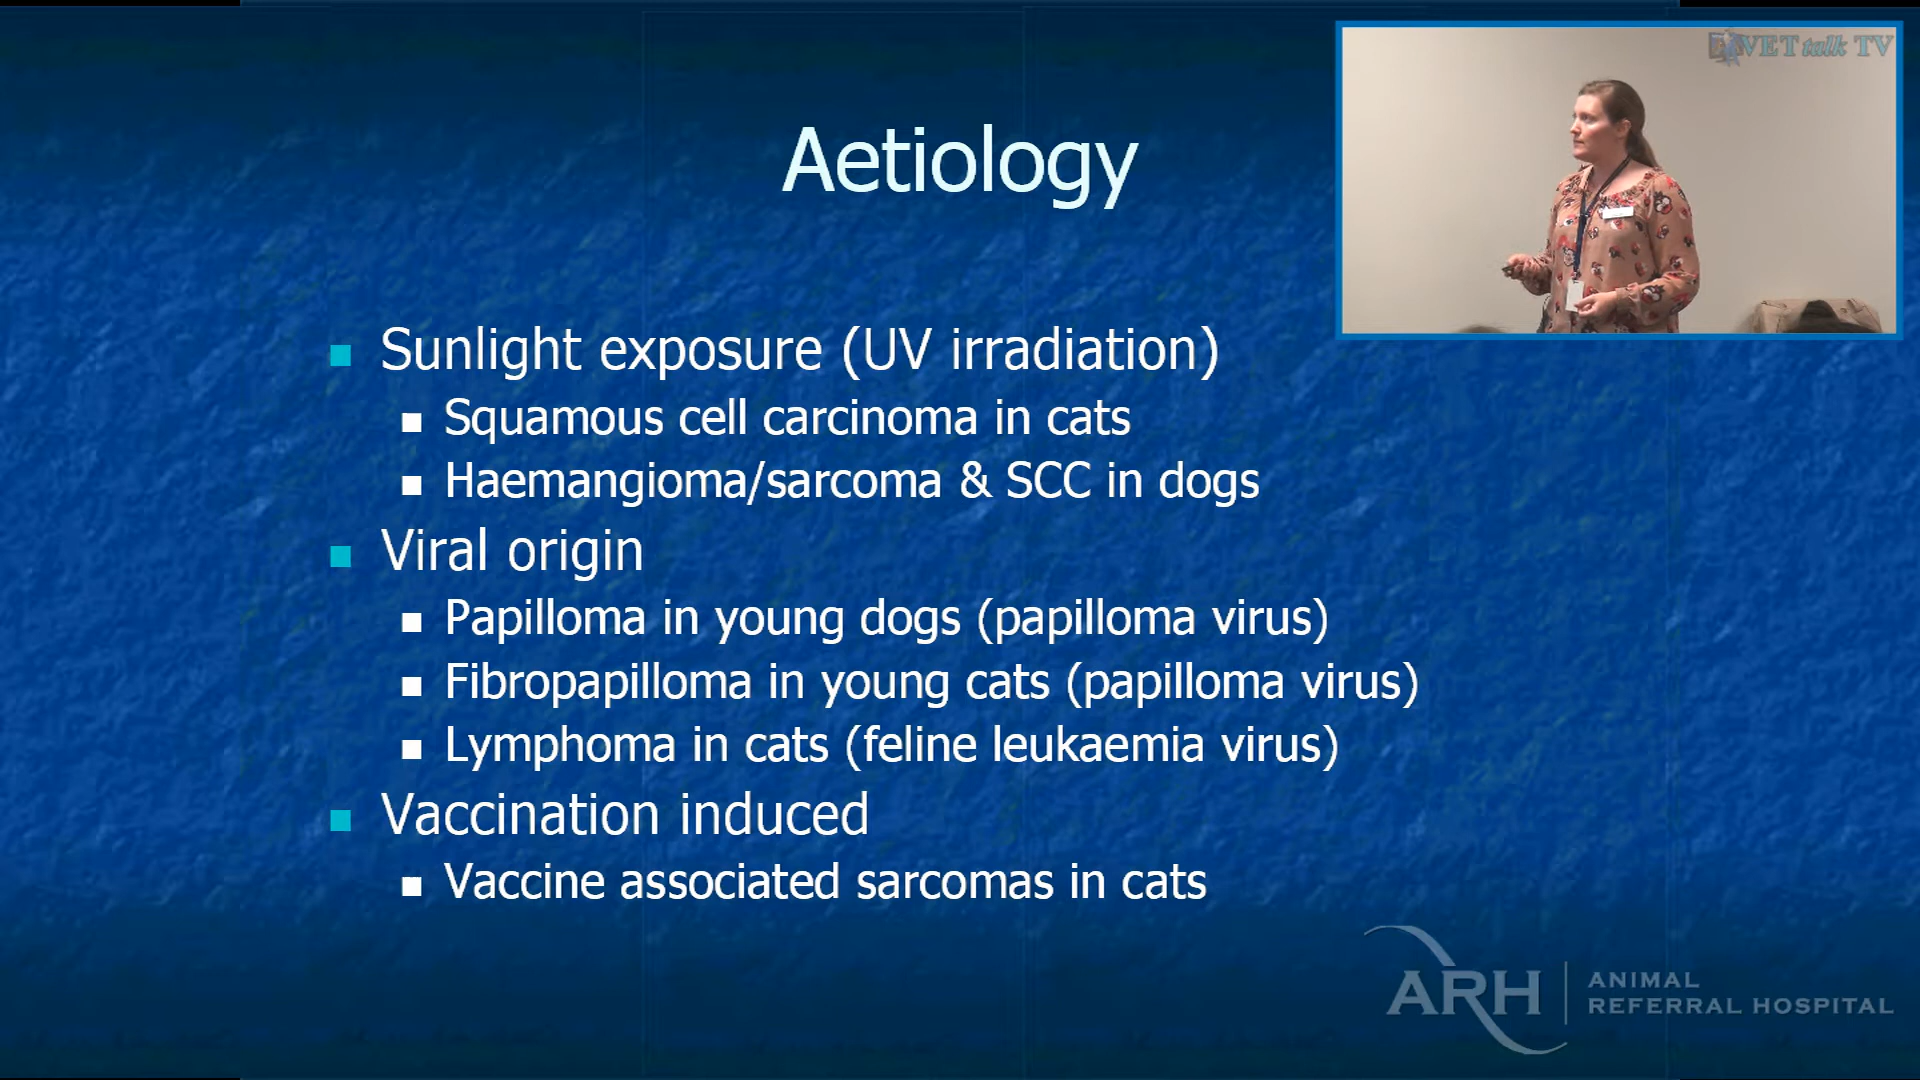 VET talk TV
Aetiology
Sunlight exposure (UV irradiation)
Squamous cell carcinoma in cats
Haemangioma/sarcoma & SCC in dogs
Viral origin
Papilloma in young dogs (papilloma virus)
Fibropapilloma in young cats (papilloma virus)
Lymphoma in cats (feline leukaemia virus)
Vaccination induced
Vaccine associated sarcomas in cats
ARH
ANIMAL
REFERRAL HOSPITAL